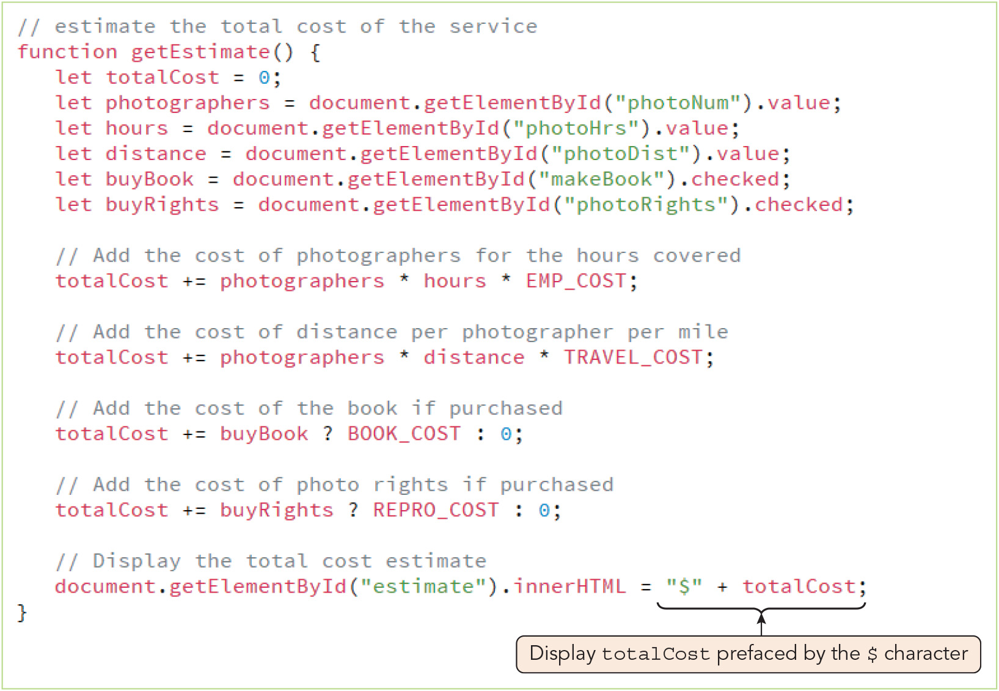 // estimate the total cost of the service
function getEstimate() {
   let totalCost = 0;
   let photographers = document.getElementById("photoNum").value;
   let hours = document.getElementById("photoHrs").value;
   let distance = document.getElementById("photoDist").value;
   let buyBook = document.getElementById("makeBook").checked;
   let buyRights = document.getElementById("photoRights").checked;

   // Add the cost of photographers for the hours covered
   totalCost += photographers * hours * EMP_COST;

   // Add the cost of distance per photographer per mile
   totalCost += photographers * distance * TRAVEL_COST;

   // Add the cost of the book if purchased
   totalCost += buyBook ? BOOK_COST : 0;

   // Add the cost of photo rights if purchased
   totalCost += buyRights ? REPRO_COST : 0;

   // Display the total cost estimate
   document.getElementById("estimate").innerHTML = "$" + totalCost;
}
Display totalCost prefaced by the $ character